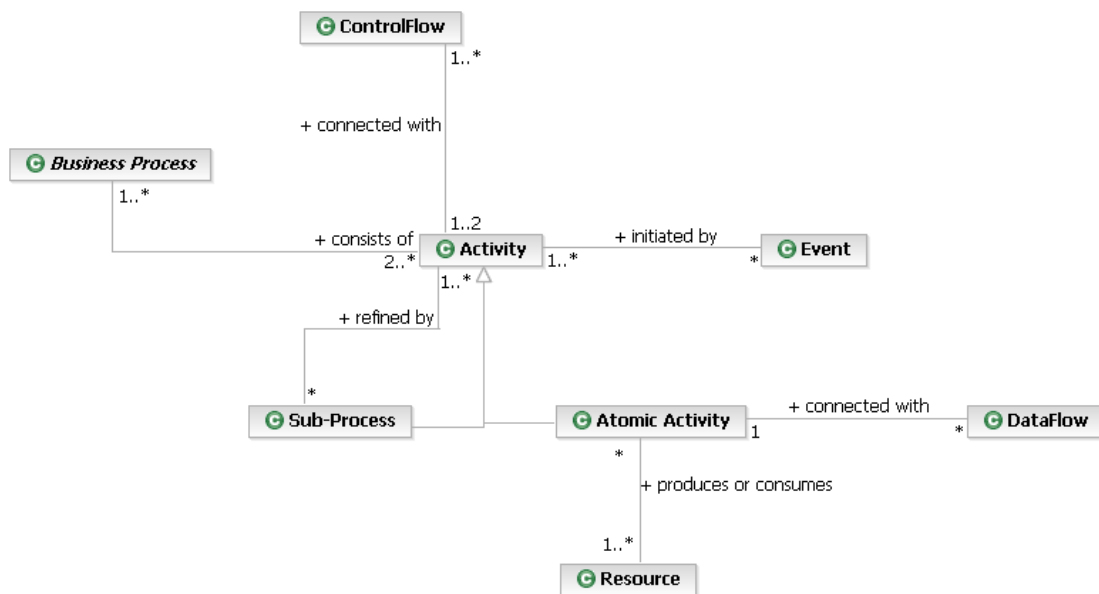 ControlFlow
1..*
+ connected with
Business Process
1..*
1..2
+ consists of
Activity
+ initiated by
Event
2..*
1..*
1..*
*
+ refined by
*
Sub-Process
Atomic Activity
+ connected with
DataFlow
1
*
*
+ produces or consumes
1..*
Resource